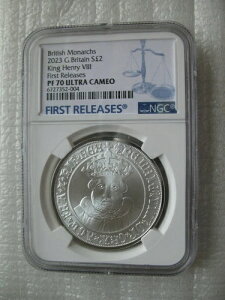 British Monarchs
2023 G Britain S£2
King Henry VIII
First Releases
PF 70 ULTRA CAMEO
6727352-004
FIRST RELEASES
NGC